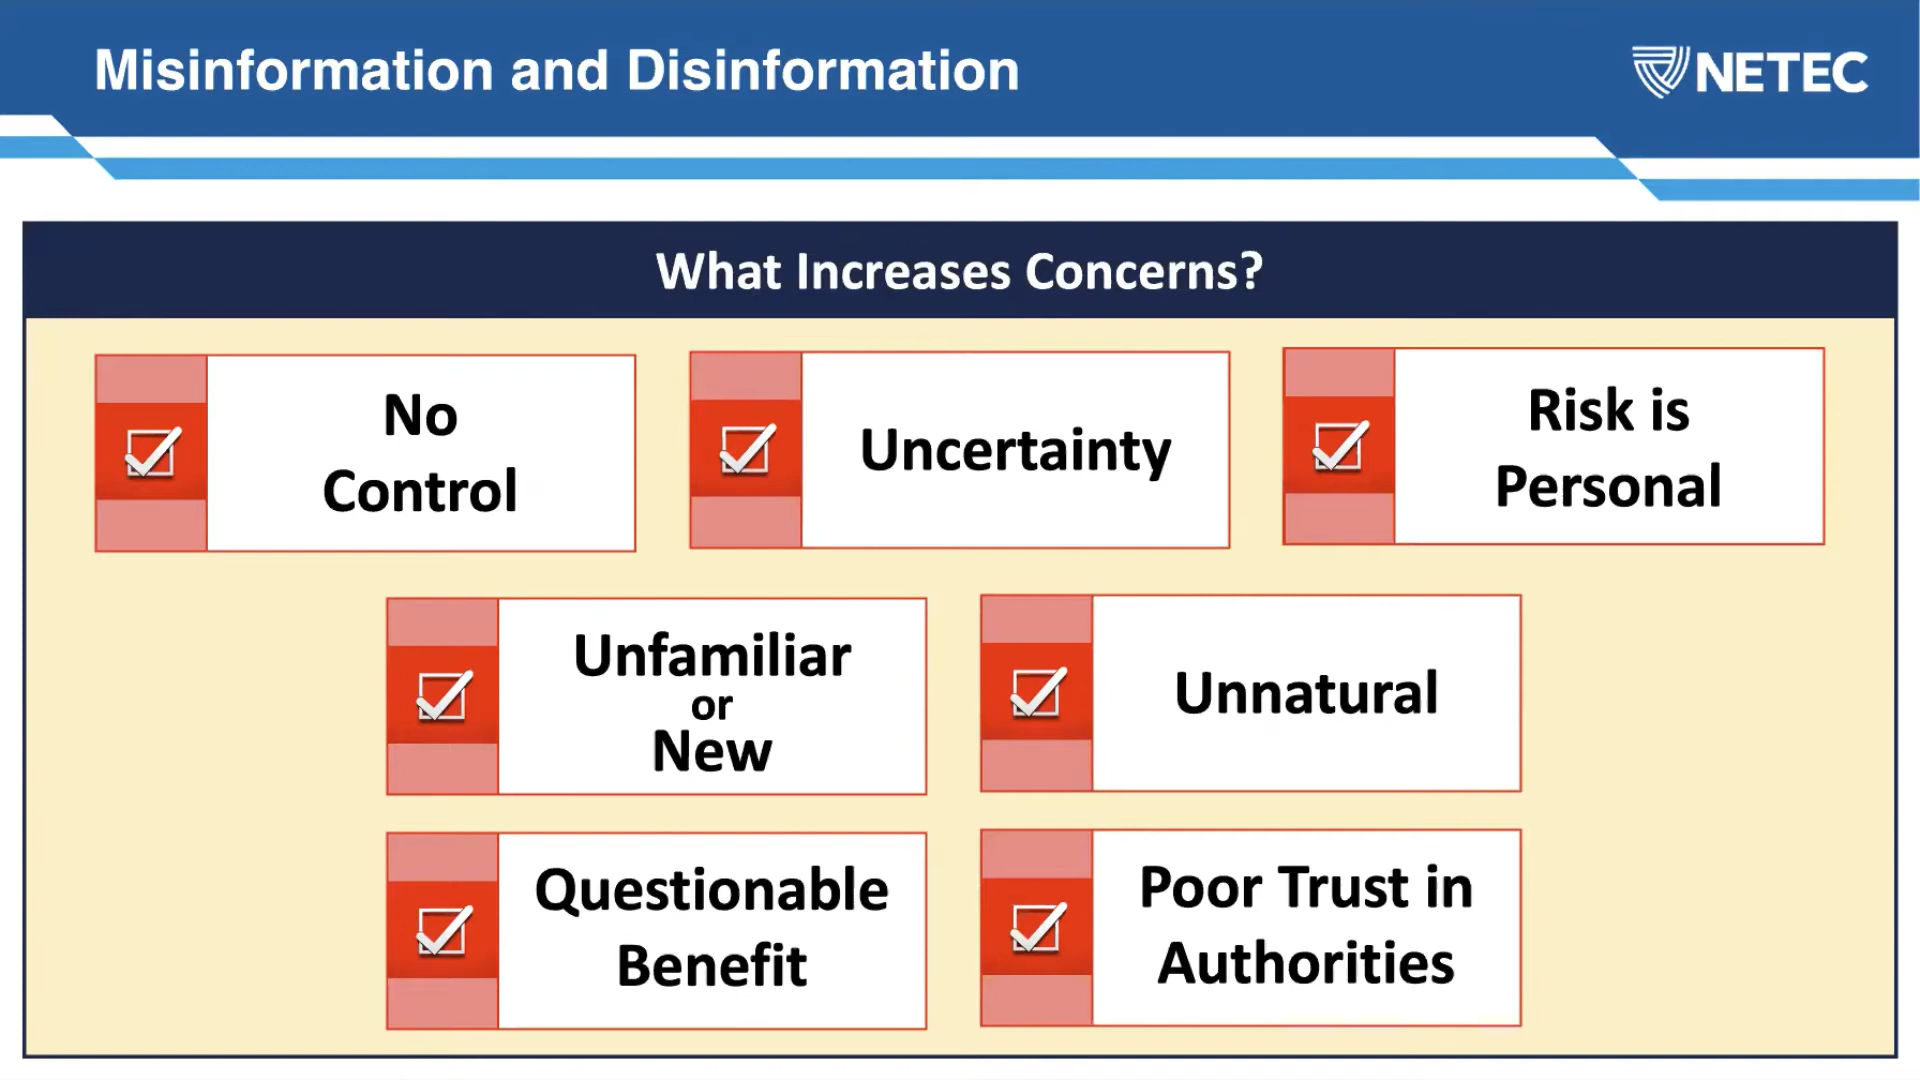 Misinformation and Disinformation
NETEC
What Increases Concerns?
No
Control
Uncertainty
Risk is
Personal
Unfamiliar
or
New
Unnatural
Questionable
Benefit
Poor Trust in
Authorities